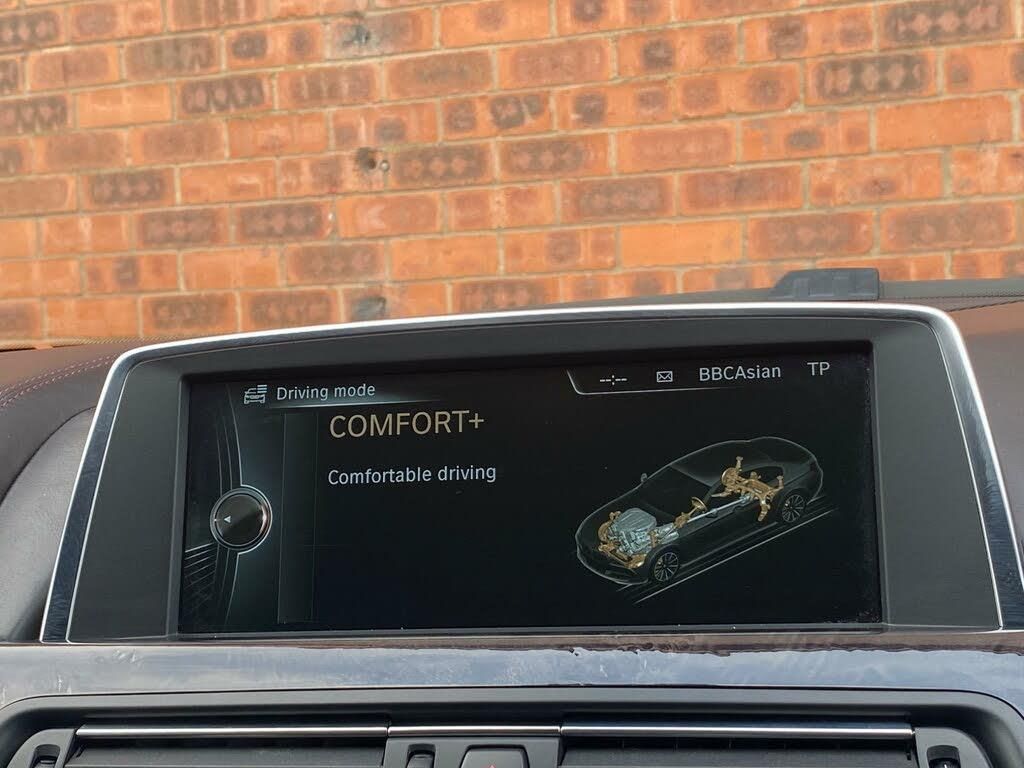 Driving mode
--:-- BBCAsian TP
COMFORT+
Comfortable driving